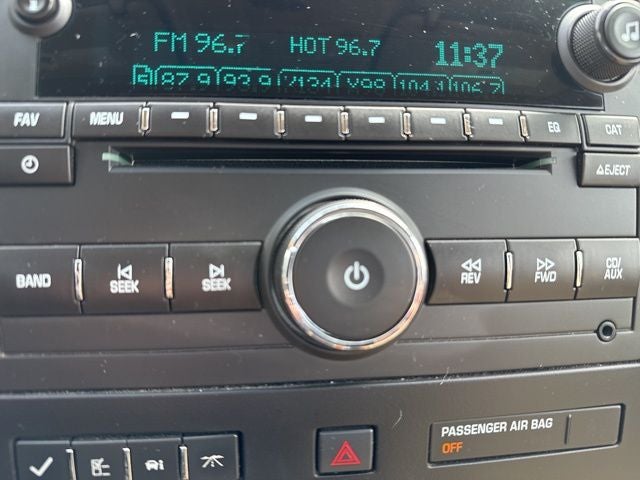 FM 96.7 HOT 96.7 11:37
87.9 93.9 V98 104.1 106.7
FAV MENU EQ CAT
EJECT
BAND SEEK SEEK REV FWD CD/
AUX
PASSENGER AIR BAG
OFF